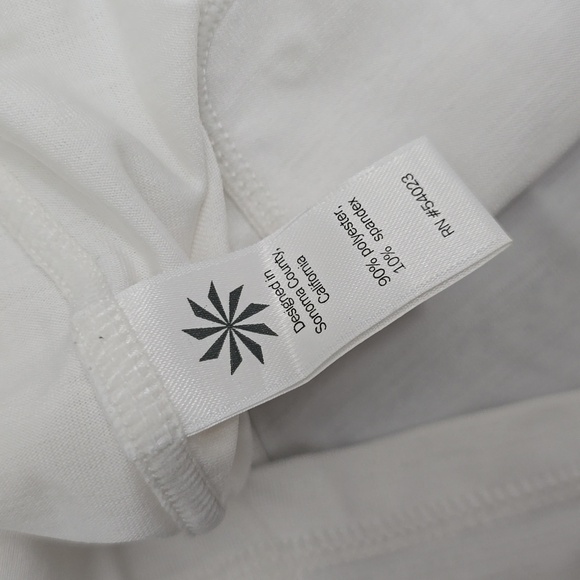 Designed in
Sonoma County,
California
90% polyester,
10% spandex
RN #54023